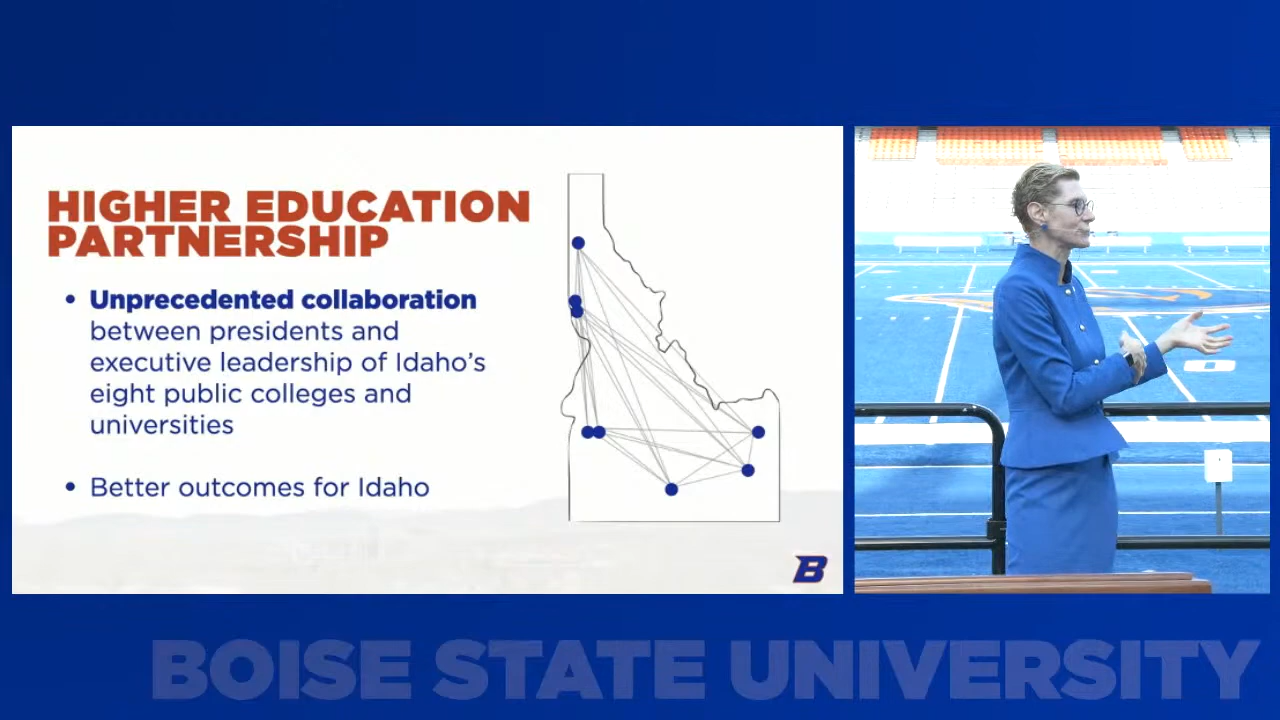 HIGHER EDUCATION
PARTNERSHIP
• Unprecedented collaboration
between presidents and
executive leadership of Idaho's
eight public colleges and
universities
• Better outcomes for Idaho
B
BOISE STATE UNIVERSITY